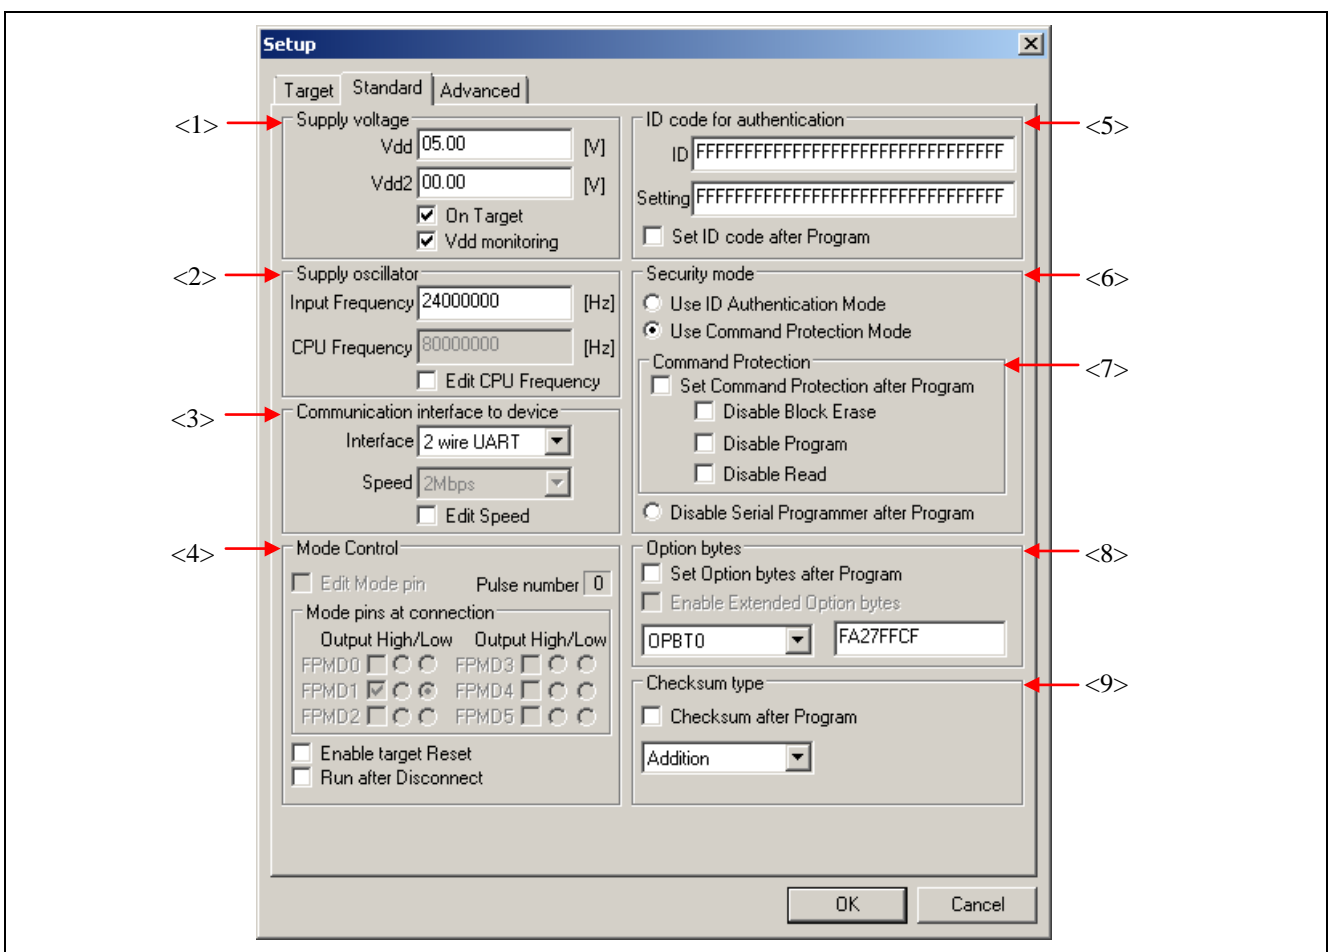 Setup
Target Standard Advanced
<1>
Supply voltage
Vdd 05.00 [V]
Vdd2 00.00 [V]
On Target
Vdd monitoring
<2>
Supply oscillator
Input Frequency 24000000 [Hz]
CPU Frequency 80000000 [Hz]
Edit CPU Frequency
<3>
Communication interface to device
Interface 2 wire UART
Speed 2Mbps
Edit Speed
<4>
Mode Control
Edit Mode pin Pulse number 0
Mode pins at connection
Output High/Low Output High/Low
FPMD0 FPMD3
FPMD1 FPMD4
FPMD2 FPMD5
Enable target Reset
Run after Disconnect
<5>
ID code for authentication
ID FFFFFFFFFFFFFFFFFFFFFFFFFFFFFFFF
Setting FFFFFFFFFFFFFFFFFFFFFFFFFFFFFFFF
Set ID code after Program
<6>
Security mode
Use ID Authentication Mode
Use Command Protection Mode
<7>
Command Protection
Set Command Protection after Program
Disable Block Erase
Disable Program
Disable Read
Disable Serial Programmer after Program
<8>
Option bytes
Set Option bytes after Program
Enable Extended Option bytes
OPBT0 FA27FFCF
<9>
Checksum type
Checksum after Program
Addition
OK Cancel